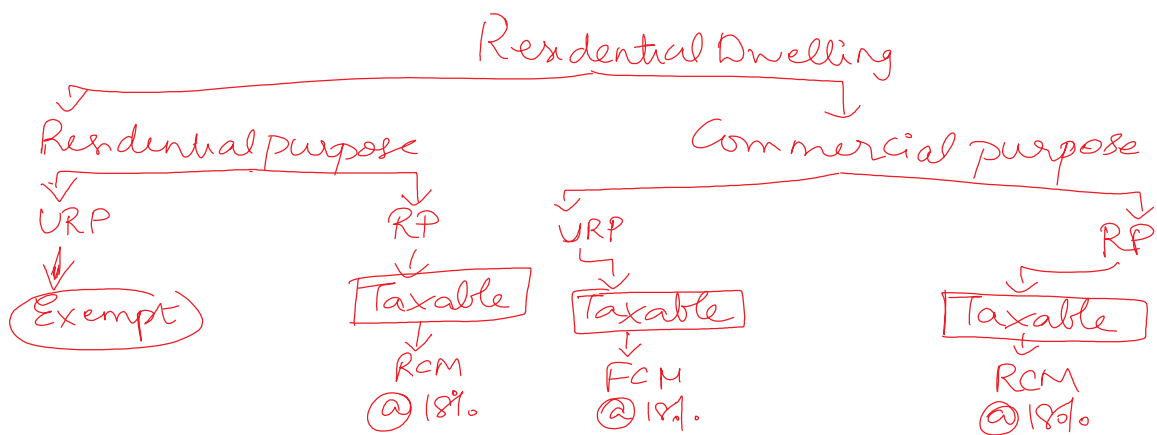 Residential Dwelling
Residential purpose
Commercial purpose
URP
RP
URP
RP
Exempt
Taxable
Taxable
Taxable
RCM
@ 18%.
FCM
@ 18%.
RCM
@ 18%.